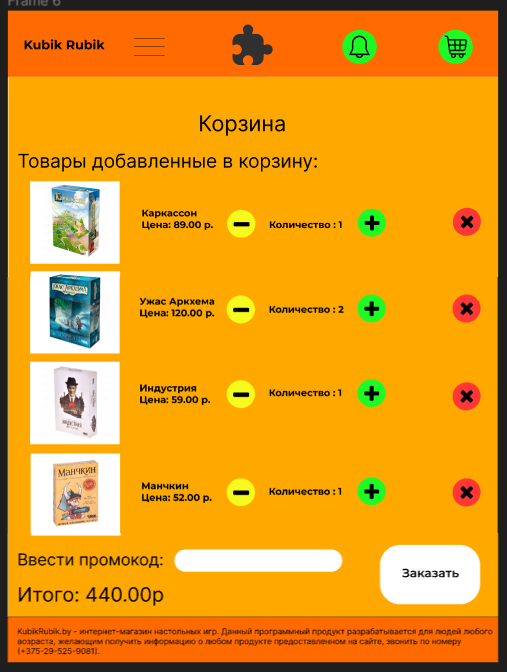 Frame 6
Kubik Rubik
Корзина
Товары добавленные в корзину:
Каркассон
Цена: 89.00 р.
Количество : 1
Ужас Аркхема
Цена: 120.00 р.
Количество : 2
Индустрия
Цена: 59.00 р.
Количество : 1
Манчкин
Манчкин
Цена: 52.00 р.
Количество : 1
Ввести промокод:
Заказать
Итого: 440.00р
KubikRubik.by - интернет-магазин настольных игр. Данный программный продукт разрабатывается для людей любого
возраста, желающим получить информацию о любом продукте предоставленном на сайте, звонить по номеру
(+375-29-525-9081).